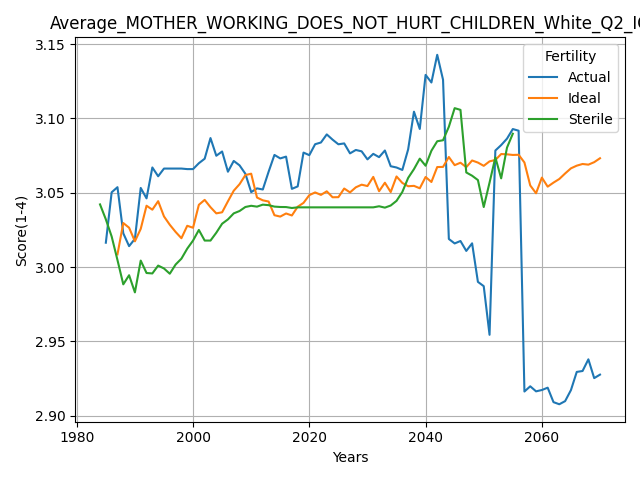 Average_MOTHER_WORKING_DOES_NOT_HURT_CHILDREN_White_Q2_IQ
Score(1-4)
3.15
3.10
3.05
3.00
2.95
2.90
Fertility
Actual
Ideal
Sterile
1980
2000
2020
2040
2060
Years